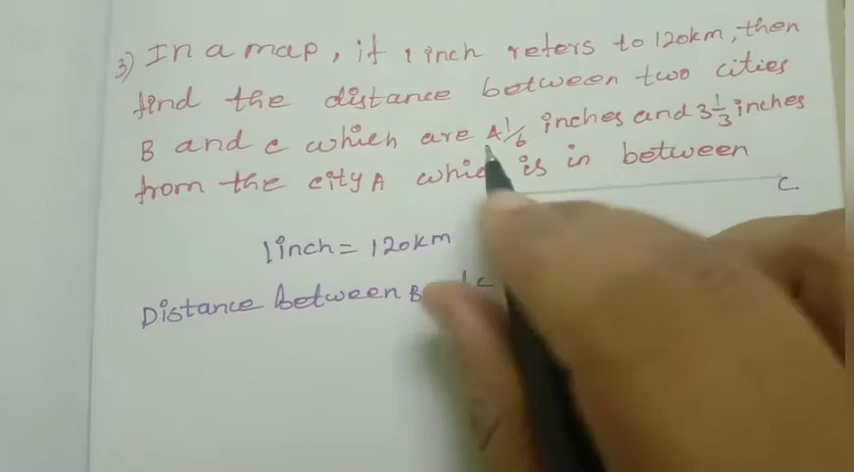 3) In a map, if 1 inch refers to 120km, then
find the distance between two cities
B and C which are 4 1/6 inches and 3 1/3 inches
from the city A which is in between
C.
1 inch = 120km
Distance between B C